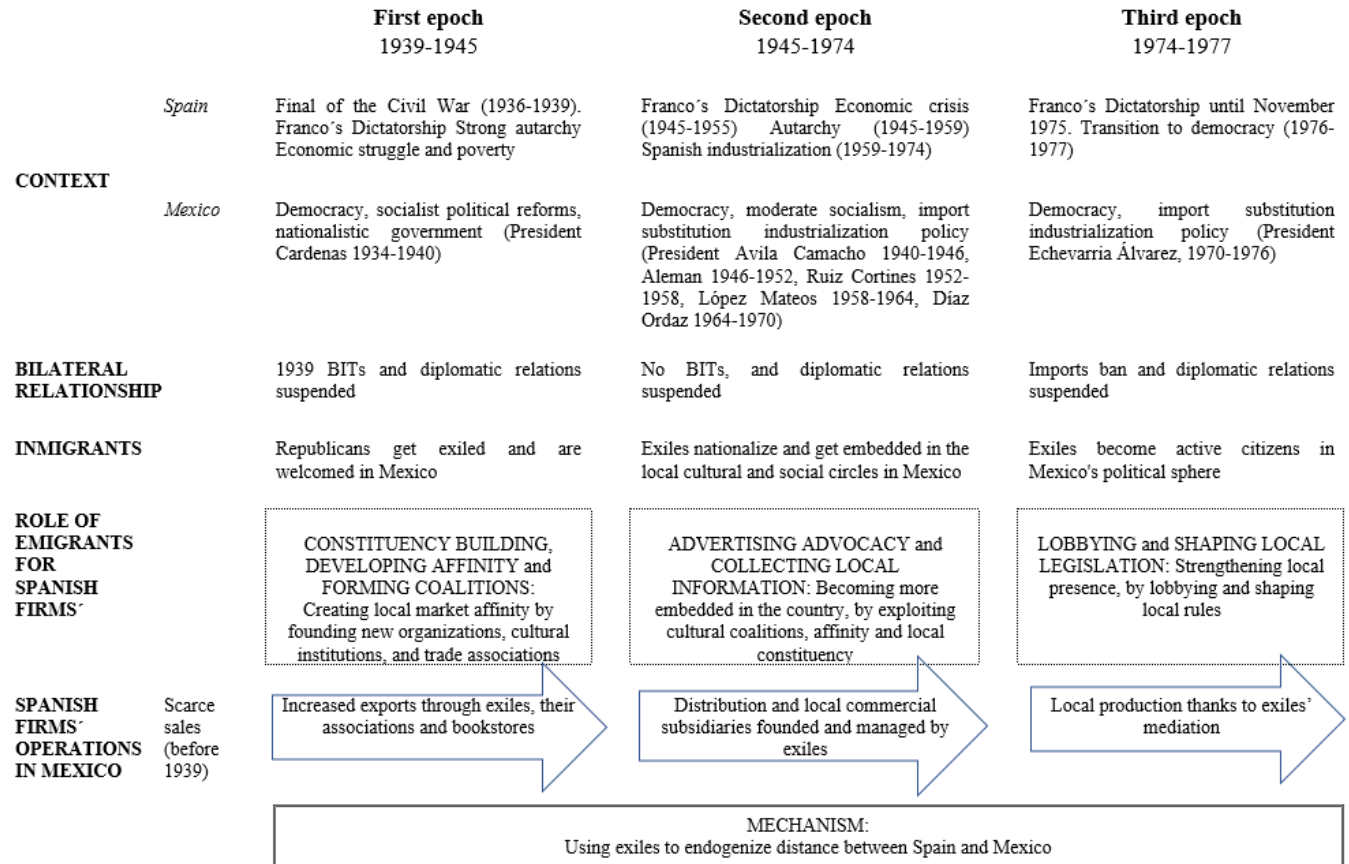 First epoch
1939-1945
Second epoch
1945-1974
Third epoch
1974-1977
CONTEXT
Spain
Final of the Civil War (1936-1939).
Franco´s Dictatorship Strong autarchy
Economic struggle and poverty
Franco´s Dictatorship Economic crisis
(1945-1955) Autarchy (1945-1959)
Spanish industrialization (1959-1974)
Franco´s Dictatorship until November
1975. Transition to democracy (1976-
1977)
Mexico
Democracy, socialist political reforms,
nationalistic government (President
Cardenas 1934-1940)
Democracy, moderate socialism, import
substitution industrialization policy
(President Avila Camacho 1940-1946,
Aleman 1946-1952, Ruiz Cortines 1952-
1958, López Mateos 1958-1964, Díaz
Ordaz 1964-1970)
Democracy, import substitution
industrialization policy (President
Echevarria Álvarez, 1970-1976)
BILATERAL
RELATIONSHIP
1939 BITs and diplomatic relations
suspended
No BITs, and diplomatic relations
suspended
Imports ban and diplomatic relations
suspended
INMIGRANTS
Republicans get exiled and are
welcomed in Mexico
Exiles nationalize and get embedded in the
local cultural and social circles in Mexico
Exiles become active citizens in
Mexico's political sphere
ROLE OF
EMIGRANTS
FOR
SPANISH
FIRMS´
CONSTITUENCY BUILDING,
DEVELOPING AFFINITY and
FORMING COALITIONS:
Creating local market affinity by
founding new organizations, cultural
institutions, and trade associations
ADVERTISING ADVOCACY and
COLLECTING LOCAL
INFORMATION: Becoming more
embedded in the country, by exploiting
cultural coalitions, affinity and local
constituency
LOBBYING and SHAPING LOCAL
LEGISLATION: Strengthening local
presence, by lobbying and shaping
local rules
SPANISH
FIRMS´
OPERATIONS
IN MEXICO
Scarce
sales
(before
1939)
Increased exports through exiles, their
associations and bookstores
Distribution and local commercial
subsidiaries founded and managed by
exiles
Local production thanks to exiles’
mediation
MECHANISM:
Using exiles to endogenize distance between Spain and Mexico